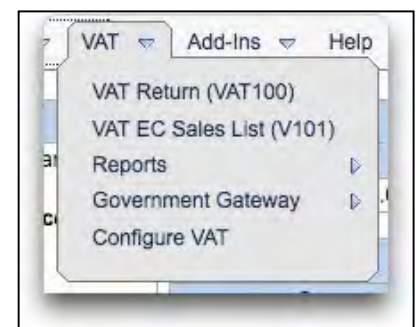 VAT Add-Ins Help
VAT Return (VAT100)
VAT EC Sales List (V101)
Reports
Government Gateway
Configure VAT